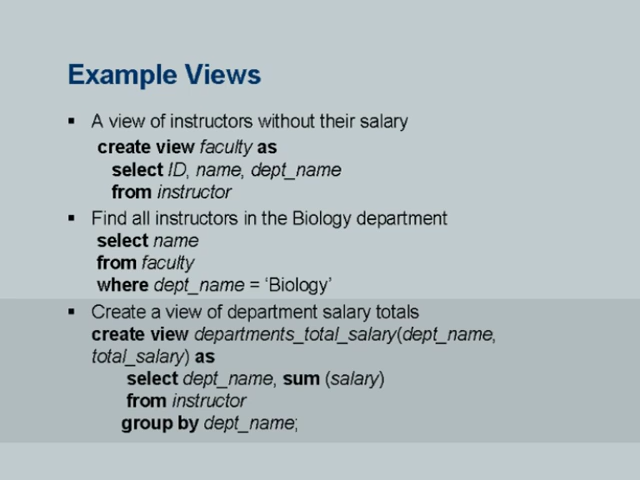 Example Views
▪ A view of instructors without their salary
create view faculty as
select ID, name, dept_name
from instructor
▪ Find all instructors in the Biology department
select name
from faculty
where dept_name = ‘Biology’
▪ Create a view of department salary totals
create view departments_total_salary(dept_name,
total_salary) as
select dept_name, sum (salary)
from instructor
group by dept_name;